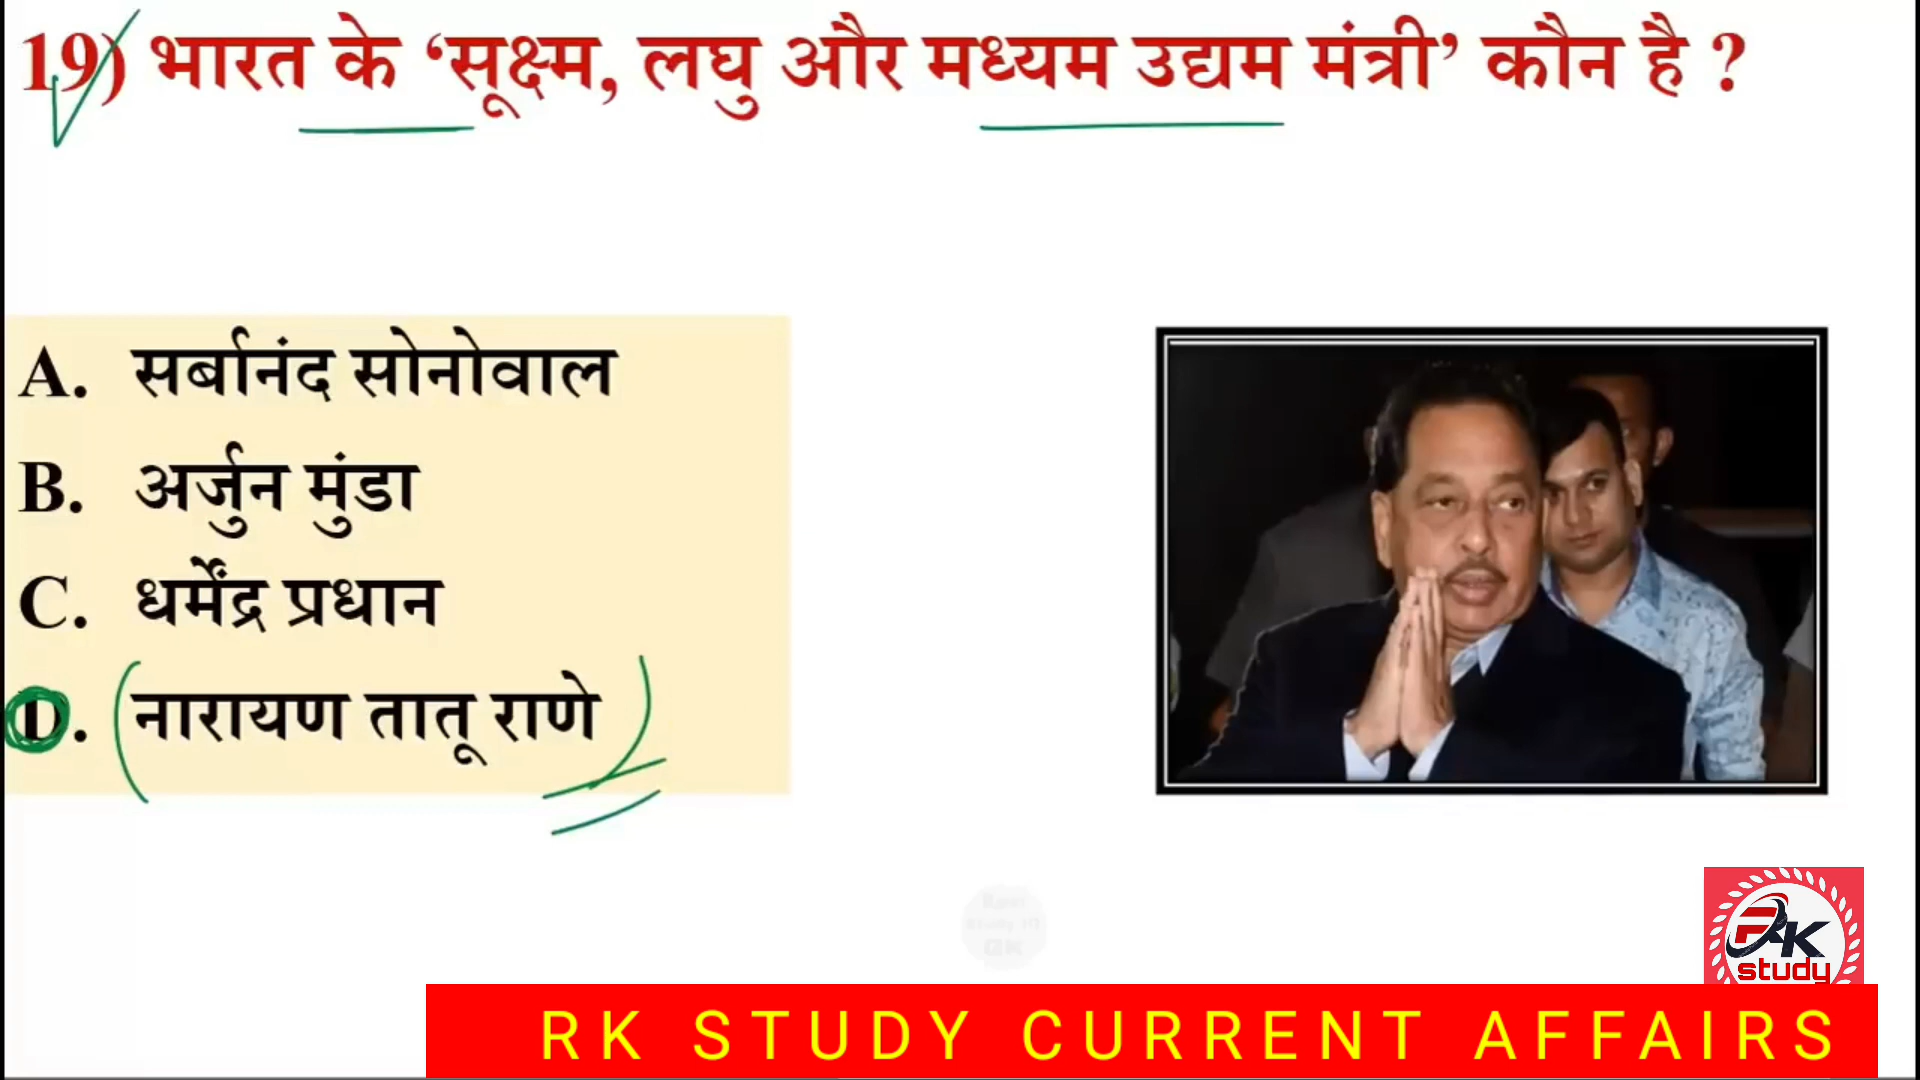 19) भारत के ‘सूक्ष्म, लघु और मध्यम उद्यम मंत्री’ कौन है ?
A. सर्बानंद सोनोवाल
B. अर्जुन मुंडा
C. धर्मेंद्र प्रधान
D. नारायण तातू राणे
RK
study
RK STUDY CURRENT AFFAIRS